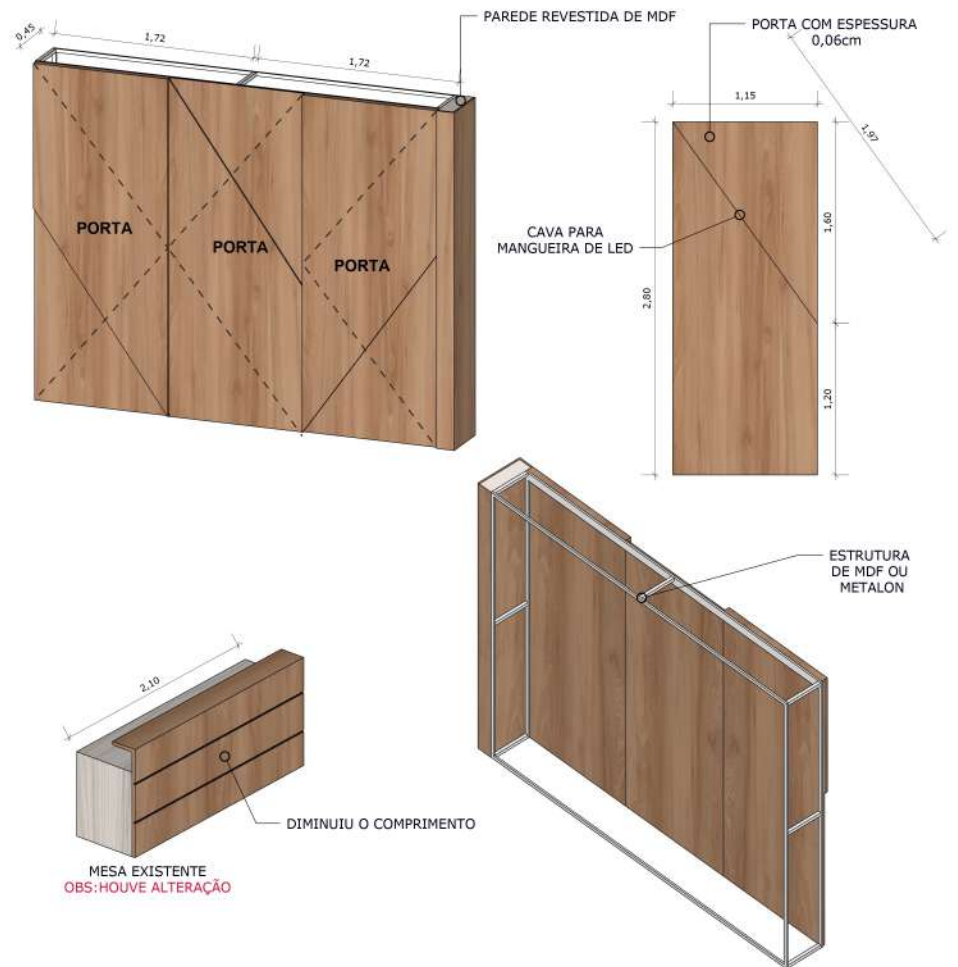 0,45
1,72
1,72
PAREDE REVESTIDA DE MDF
PORTA COM ESPESSURA
0,06cm
1,15
1,97
PORTA
PORTA
PORTA
CAVA PARA
MANGUEIRA DE LED
1,60
2,80
1,20
ESTRUTURA
DE MDF OU
METALON
2,10
DIMINUIU O COMPRIMENTO
MESA EXISTENTE
OBS:HOUVE ALTERAÇÃO